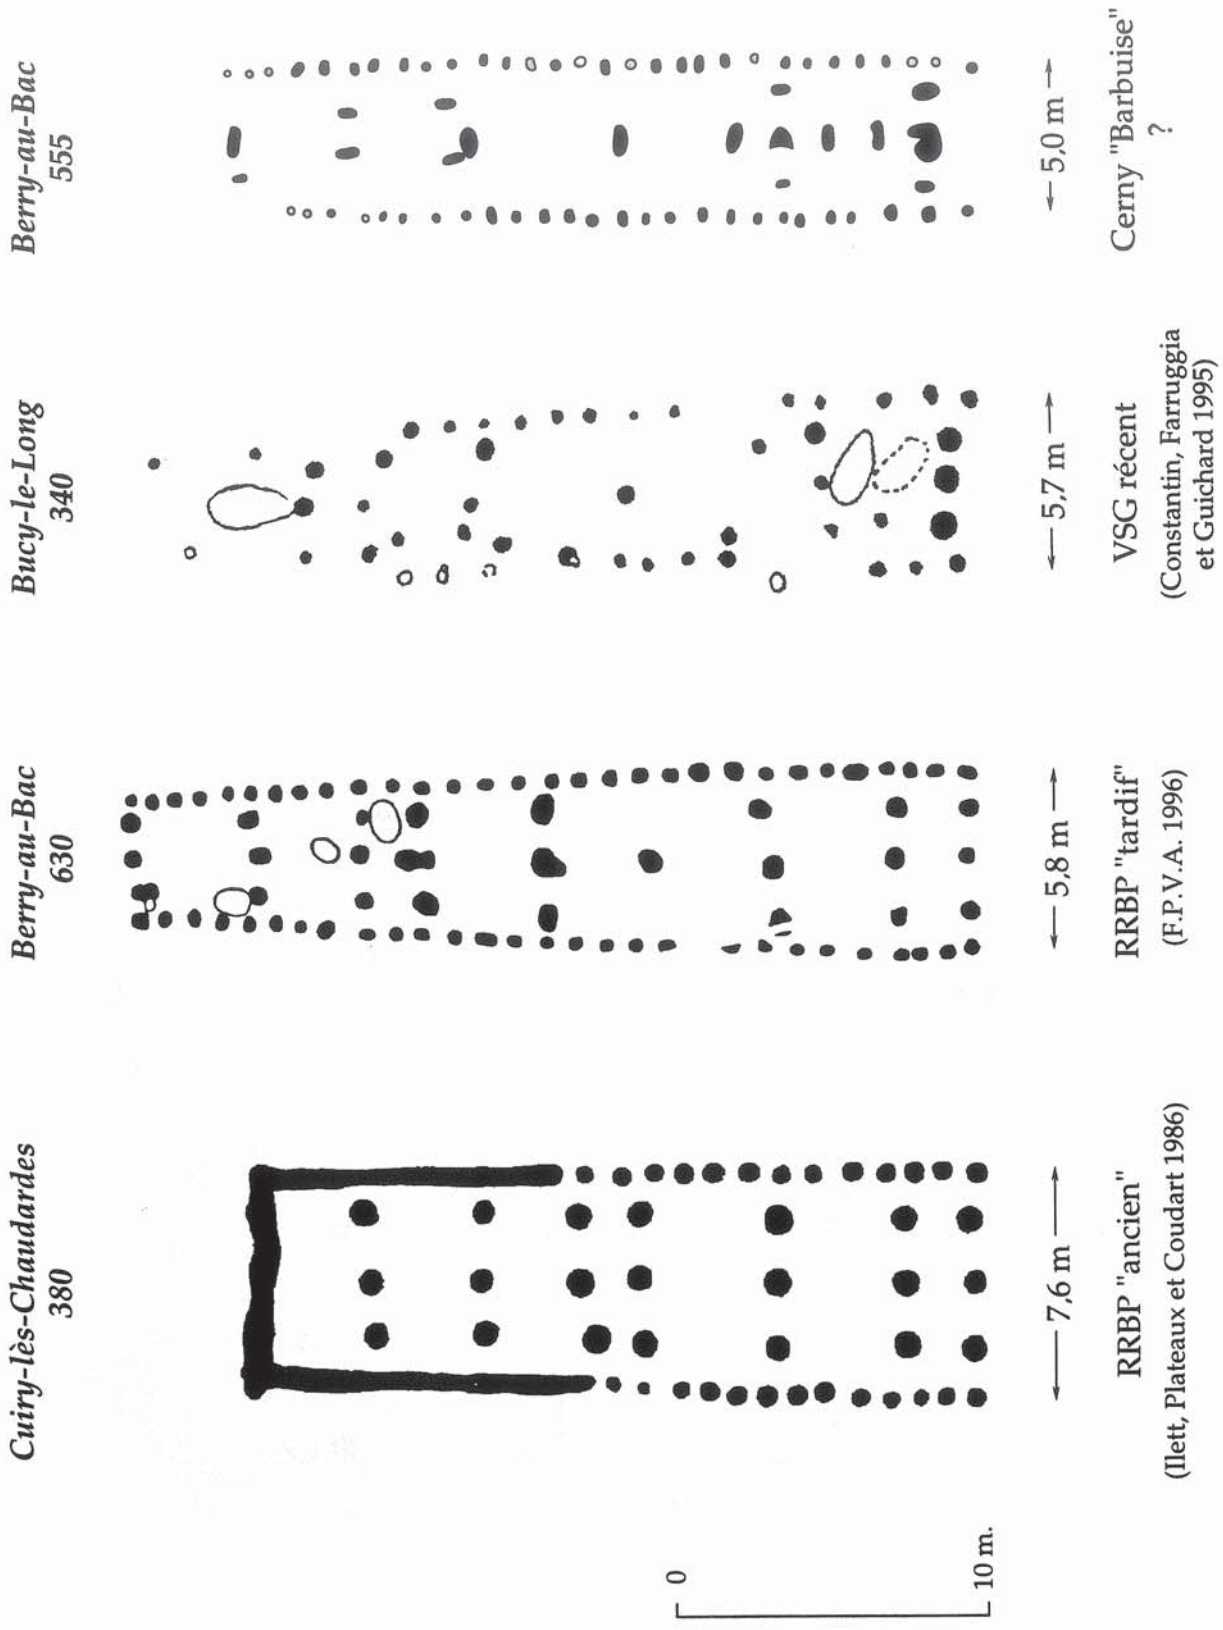 Cuiry-lès-Chaudardes
380
Berry-au-Bac
630
Bucy-le-Long
340
Berry-au-Bac
555
0
10 m.
7,6 m
5,8 m
5,7 m
5,0 m
RRBP "ancien"
(Ilett, Plateaux et Coudart 1986)
RRBP "tardif"
(F.P.V.A. 1996)
VSG récent
(Constantin, Farruggia
et Guichard 1995)
Cerny "Barbuise"
?